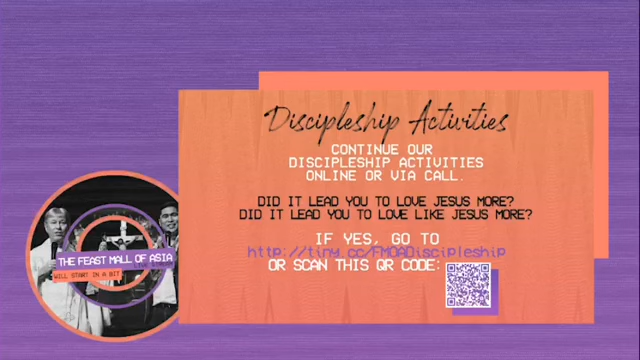 Discipleship Activities
CONTINUE OUR
DISCIPLESHIP ACTIVITIES
ONLINE OR VIA CALL.
DID IT LEAD YOU TO LOVE JESUS MORE?
DID IT LEAD YOU TO LOVE LIKE JESUS MORE?
IF YES, GO TO
http://tiny.cc/FMOADiscipleship
OR SCAN THIS QR CODE:
THE FEAST MALL OF ASIA
WILL START IN A BIT